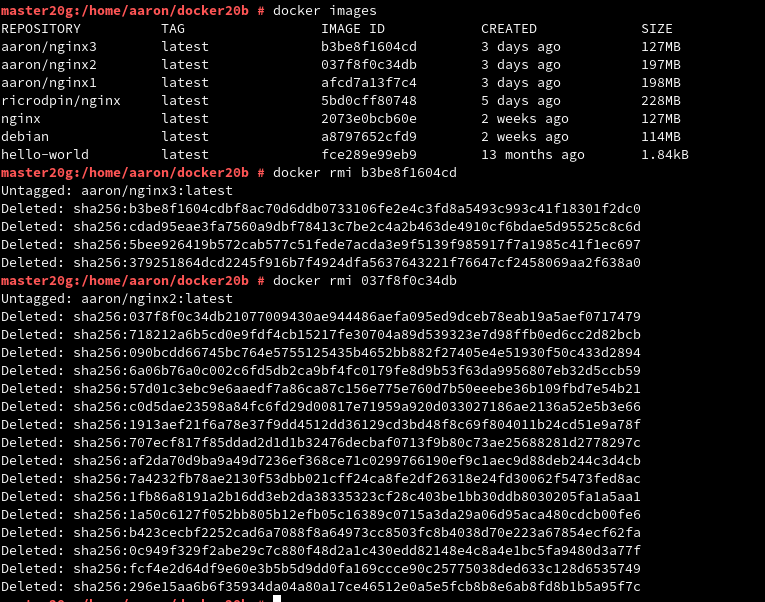 master20g:/home/aaron/docker20b # docker images
REPOSITORY TAG IMAGE ID CREATED SIZE
aaron/nginx3 latest b3be8f1604cd 3 days ago 127MB
aaron/nginx2 latest 037f8f0c34db 3 days ago 197MB
aaron/nginx1 latest afcd7a13f7c4 3 days ago 198MB
ricrodpin/nginx latest 5bd0cff80748 5 days ago 228MB
nginx latest 2073e0bcb60e 2 weeks ago 127MB
debian latest a8797652cfd9 2 weeks ago 114MB
hello-world latest fce289e99eb9 13 months ago 1.84kB
master20g:/home/aaron/docker20b # docker rmi b3be8f1604cd
Untagged: aaron/nginx3:latest
Deleted: sha256:b3be8f1604cdbf8ac70d6ddb0733106fe2e4c3fd8a5493c993c41f18301f2dc0
Deleted: sha256:cdad95eae3fa7560a9dbf78413c7be2c4a2b463de4910cf6bdae5d95525c8c6d
Deleted: sha256:5bee926419b572cab577c51fede7acda3e9f5139f985917f7a1985c41f1ec697
Deleted: sha256:379251864dcd2245f916b7f4924dfa5637643221f76647cf2458069aa2f638a0
master20g:/home/aaron/docker20b # docker rmi 037f8f0c34db
Untagged: aaron/nginx2:latest
Deleted: sha256:037f8f0c34db21077009430ae944486aefa095ed9dceb78eab19a5aef0717479
Deleted: sha256:718212a6b5cd0e9fdf4cb15217fe30704a89d539323e7d98ffb0ed6cc2d82bcb
Deleted: sha256:090bcdd66745bc764e5755125435b4652bb882f27405e4e51930f50c433d2894
Deleted: sha256:6a06b76a0c002c6fd5db2ca9bf4fc0179fe8d9b53f63da9956807eb32d5ccb59
Deleted: sha256:57d01c3ebc9e6aaedf7a86ca87c156e775e760d7b50eeebe36b109fbd7e54b21
Deleted: sha256:c0d5dae23598a84fc6fd29d00817e71959a920d033027186ae2136a52e5b3e66
Deleted: sha256:1913aef21f6a78e37f9dd4512dd36129cd3bd48f8c69f804011b24cd51e9a78f
Deleted: sha256:707ecf817f85ddad2d1d1b32476decbaf0713f9b80c73ae25688281d2778297c
Deleted: sha256:af2da70d9ba9a49d7236ef368ce71c0299766190ef9c1aec9d88deb244c3d4cb
Deleted: sha256:7a4232fb78ae2130f53dbb021cff24ca8fe2df26318e24fd30062f5473fed8ac
Deleted: sha256:1fb86a8191a2b16dd3eb2da38335323cf28c403be1bb30ddb8030205fa1a5aa1
Deleted: sha256:1a50c6127f052bb805b12efb05c16389c0715a3da29a06d95aca480cdcb00fe6
Deleted: sha256:b423cecbf2252cad6a7088f8a64973cc8503fc8b4038d70e223a67854ecf62fa
Deleted: sha256:0c949f329f2abe29c7c880f48d2a1c430edd82148e4c8a4e1bc5fa9480d3a77f
Deleted: sha256:fcf4e2d64df9e60e3b5b5d9dd0fa169ccce90c25775038ded633c128d6535749
Deleted: sha256:296e15aa6b6f35934da04a80a17ce46512e0a5e5fcb8b8e6ab8fd8b1b5a95f7c
master20g:/home/aaron/docker20b #